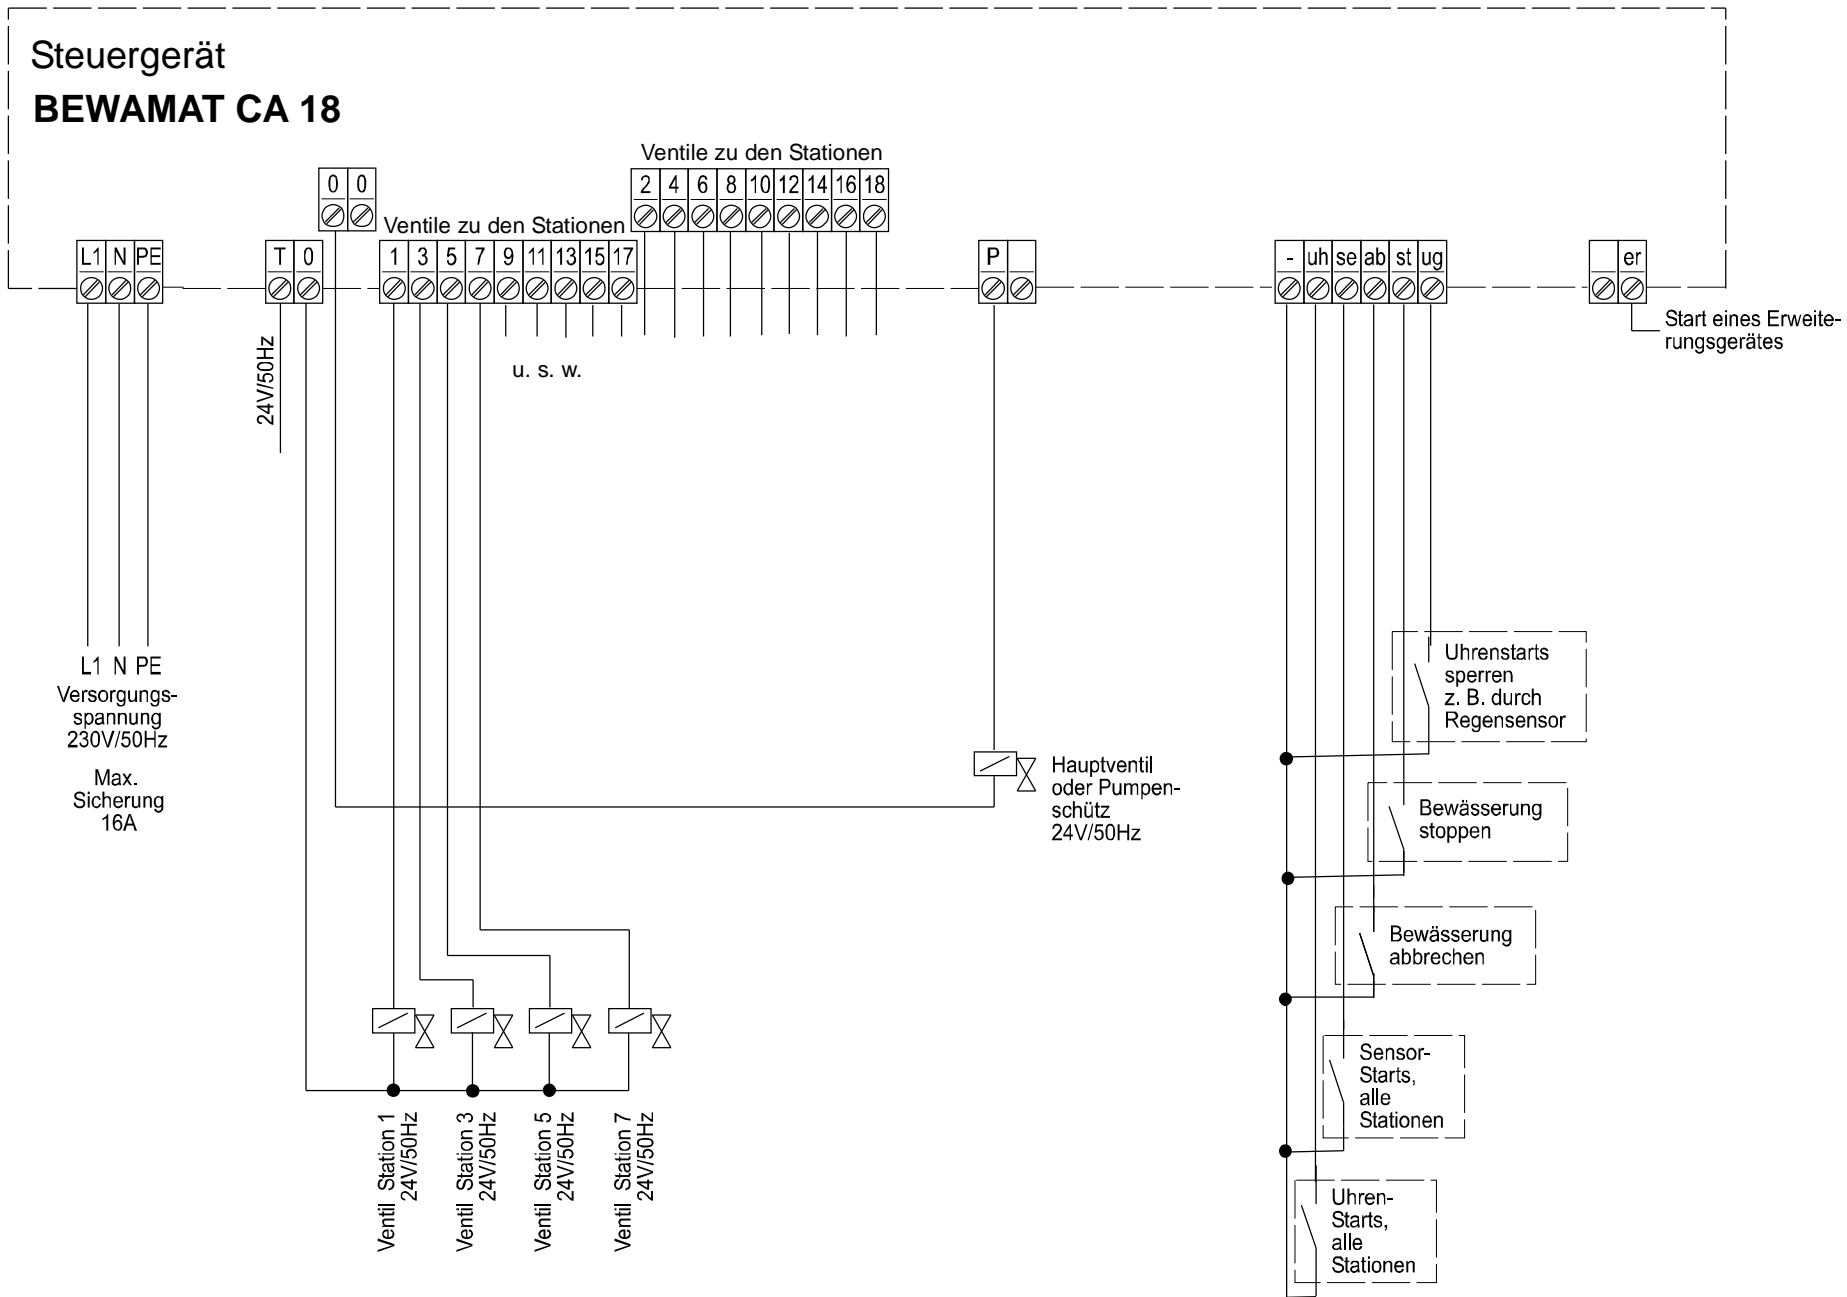 Steuergerät
BEWAMAT CA 18
Ventile zu den Stationen
0 0
2 4 6 8 10 12 14 16 18
Ventile zu den Stationen
L1 N PE
T 0
1 3 5 7 9 11 13 15 17
P
- uh se ab st ug
er
Start eines Erweite-
rungsgerätes
24V/50Hz
u. s. w.
L1 N PE
Versorgungs-
spannung
230V/50Hz
Max.
Sicherung
16A
Hauptventil
oder Pumpen-
schütz
24V/50Hz
Uhrenstarts
sperren
z. B. durch
Regensensor
Bewässerung
stoppen
Bewässerung
abbrechen
Sensor-
Starts,
alle
Stationen
Uhren-
Starts,
alle
Stationen
Ventil Station 1
24V/50Hz
Ventil Station 3
24V/50Hz
Ventil Station 5
24V/50Hz
Ventil Station 7
24V/50Hz